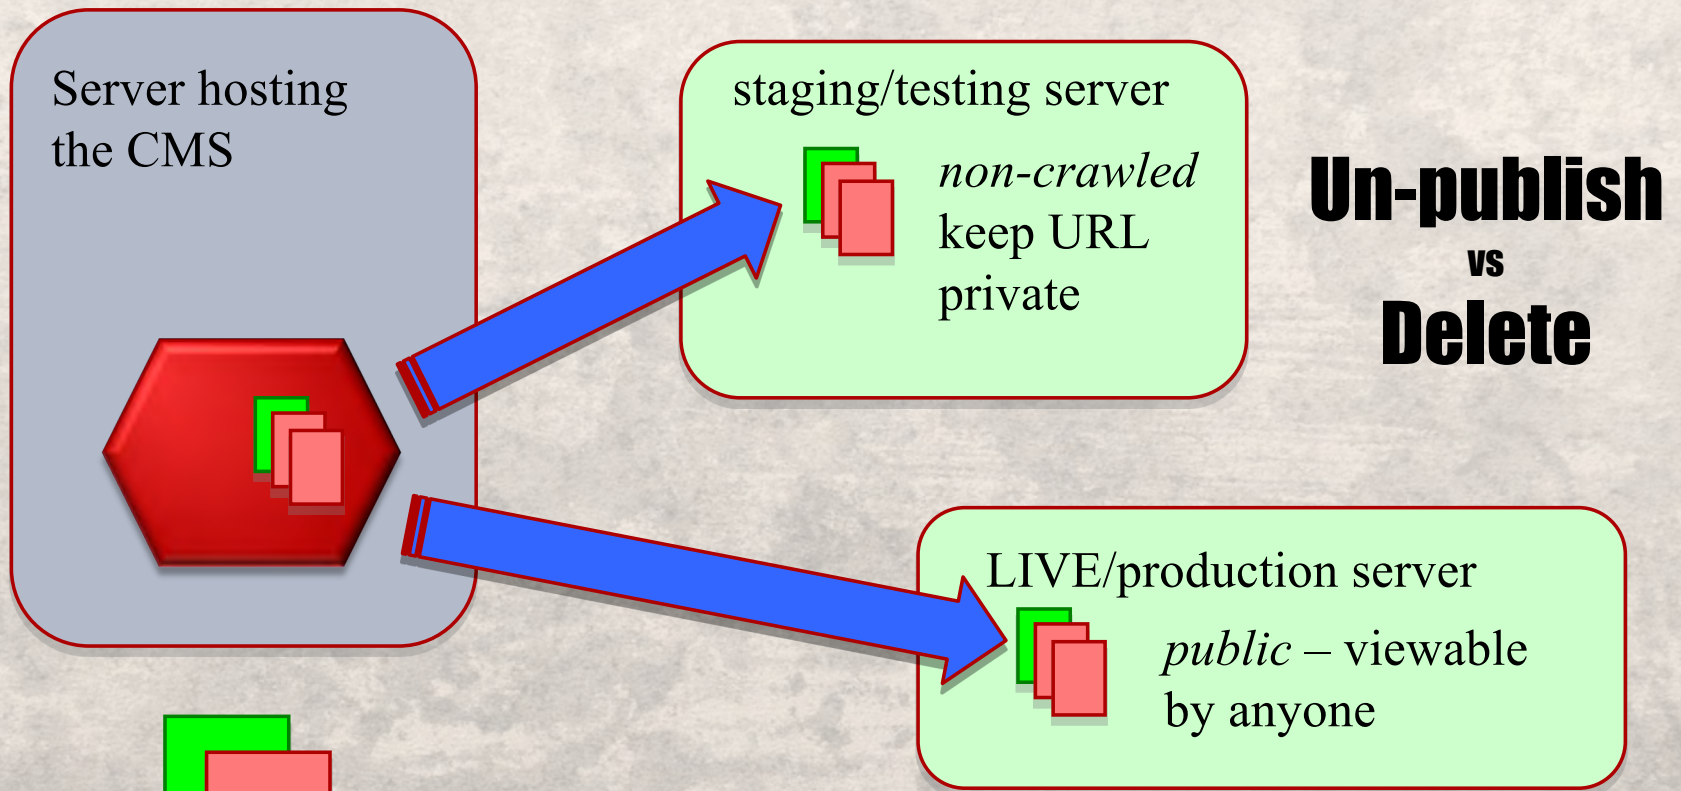 Server hosting
the CMS
staging/testing server
non-crawled
keep URL
private
Un-publish
vs
Delete
LIVE/production server
public – viewable
by anyone